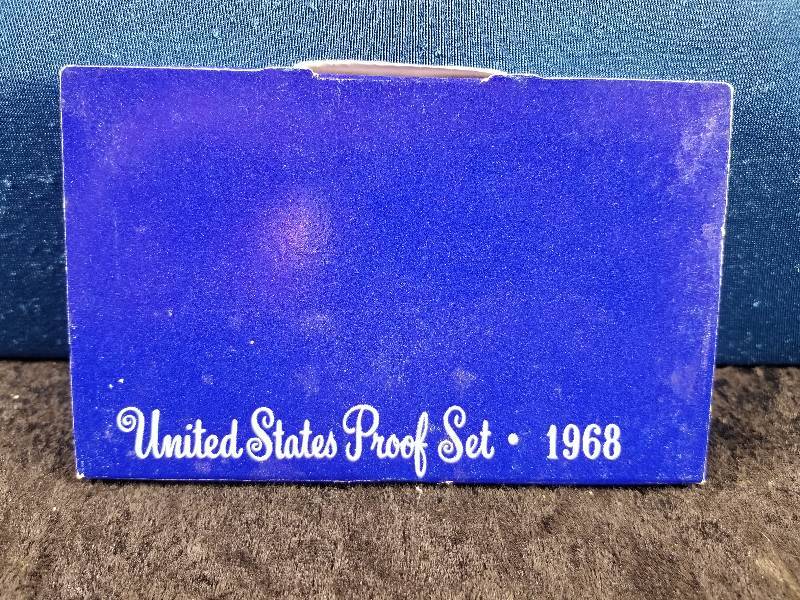 United States Proof Set • 1968